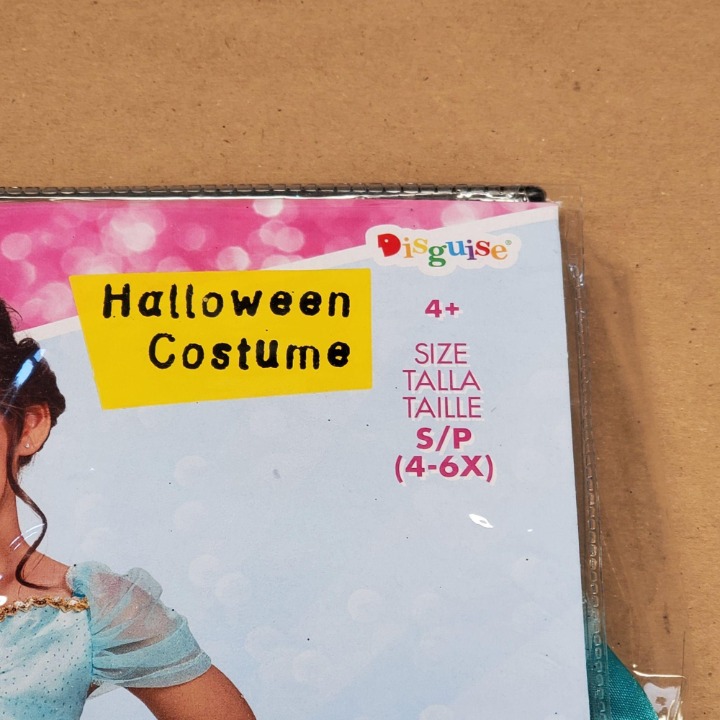 Disguise®
Halloween
Costume
4+
SIZE
TALLA
TAILLE
S/P
(4-6X)